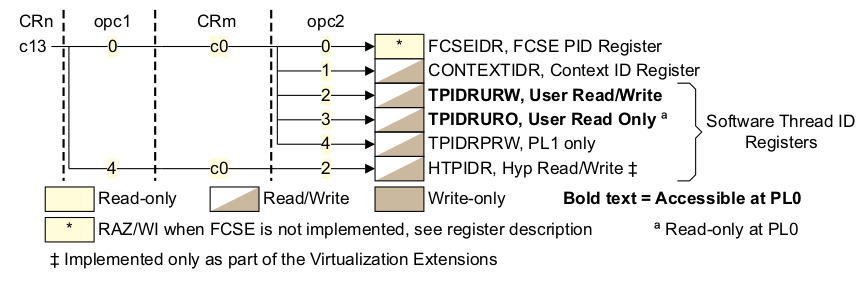 CRn opc1 CRm opc2
c13 0 c0 0 * FCSEIDR, FCSE PID Register
1 CONTEXTIDR, Context ID Register
2 TPIDRURW, User Read/Write
3 TPIDRURO, User Read Only ª
4 TPIDRPRW, PL1 only
4 c0 2 HTPIDR, Hyp Read/Write ‡
Software Thread ID
Registers
Read-only Read/Write Write-only Bold text = Accessible at PL0
* RAZ/WI when FCSE is not implemented, see register description ª Read-only at PL0
‡ Implemented only as part of the Virtualization Extensions